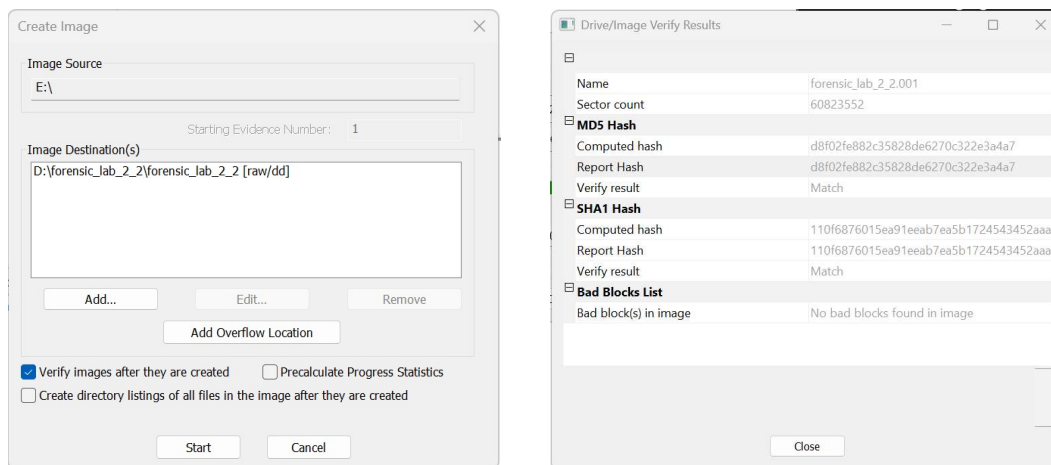 Create Image
Image Source
E:\
Starting Evidence Number: 1
Image Destination(s)
D:\forensic_lab_2_2\forensic_lab_2_2 [raw/dd]
Add...
Edit...
Remove
Add Overflow Location
Verify images after they are created
Precalculate Progress Statistics
Create directory listings of all files in the image after they are created
Start
Cancel
Drive/Image Verify Results
Name forensic_lab_2_2.001
Sector count 60823552
MD5 Hash
Computed hash d8f02fe882c35828de6270c322e3a4a7
Report Hash d8f02fe882c35828de6270c322e3a4a7
Verify result Match
SHA1 Hash
Computed hash 110f6876015ea91eeab7ea5b1724543452aaa
Report Hash 110f6876015ea91eeab7ea5b1724543452aaa
Verify result Match
Bad Blocks List
Bad block(s) in image No bad blocks found in image
Close